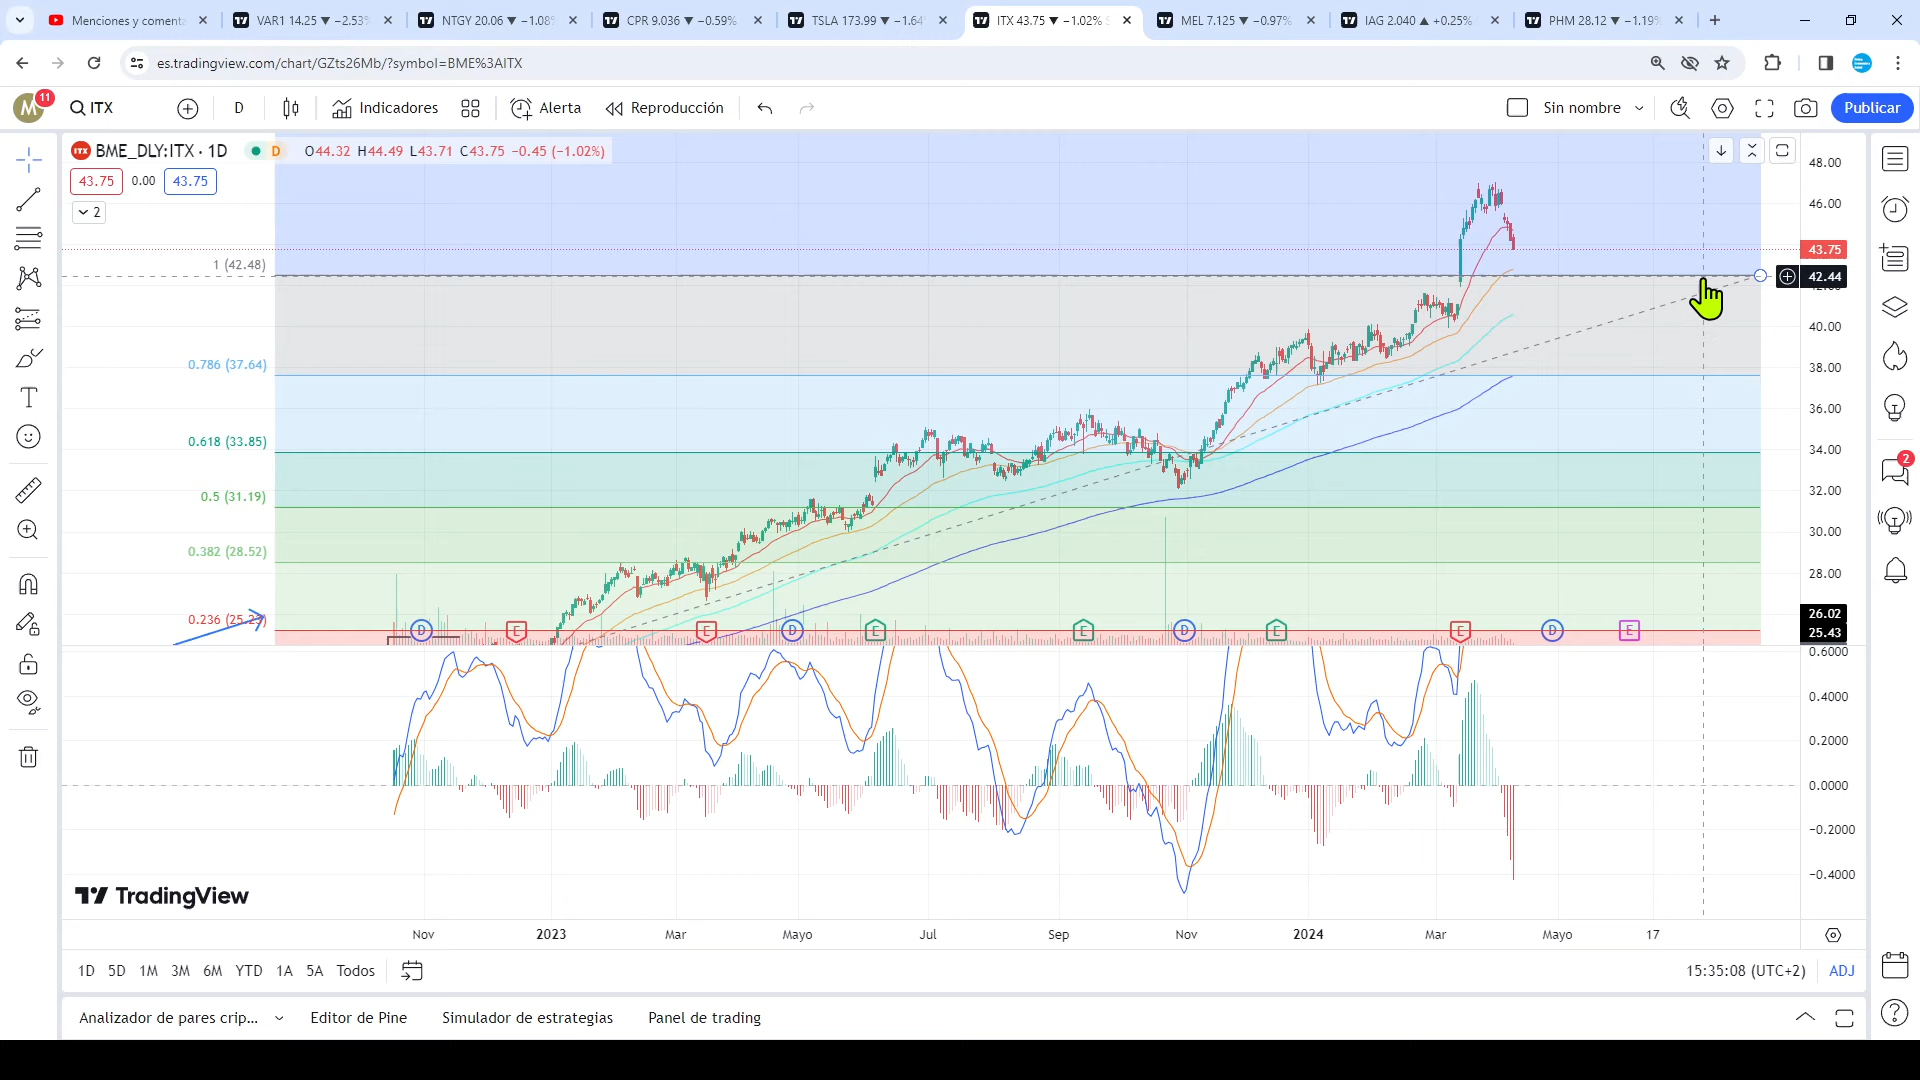 Menciones y comenta
VAR1 14.25 ▼ −2.53%
NTGY 20.06 ▼ −1.08%
CPR 9.036 ▼ −0.59%
TSLA 173.99 ▼ −1.64
ITX 43.75 ▼ −1.02%
MEL 7.125 ▼ −0.97%
IAG 2.040 ▲ +0.25%
PHM 28.12 ▼ −1.19%
es.tradingview.com/chart/GZts26Mb/?symbol=BME%3AITX
M
11
ITX
D
Indicadores
Alerta
Reproducción
Sin nombre
Publicar
ITX
BME_DLY:ITX · 1D
D
O44.32 H44.49 L43.71 C43.75 −0.45 (−1.02%)
43.75
0.00
43.75
2
1 (42.48)
0.786 (37.64)
0.618 (33.85)
0.5 (31.19)
0.382 (28.52)
0.236 (25.23)
48.00
46.00
43.75
42.44
40.00
38.00
36.00
34.00
32.00
30.00
28.00
26.02
25.43
D
E
E
D
E
E
D
E
E
D
E
0.6000
0.4000
0.2000
0.0000
−0.2000
−0.4000
2
TradingView
Nov
2023
Mar
Mayo
Jul
Sep
Nov
2024
Mar
Mayo
17
1D 5D 1M 3M 6M YTD 1A 5A Todos
15:35:08 (UTC+2)
ADJ
Analizador de pares crip...
Editor de Pine
Simulador de estrategias
Panel de trading